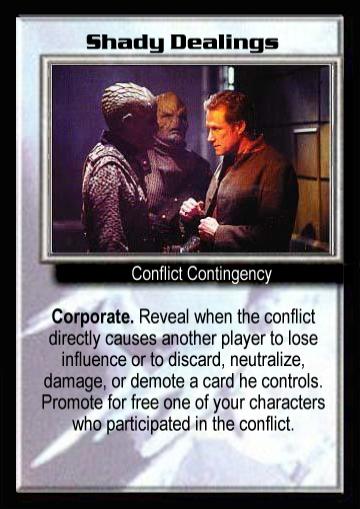 Shady Dealings
Conflict Contingency
Corporate. Reveal when the conflict
directly causes another player to lose
influence or to discard, neutralize,
damage, or demote a card he controls.
Promote for free one of your characters
who participated in the conflict.